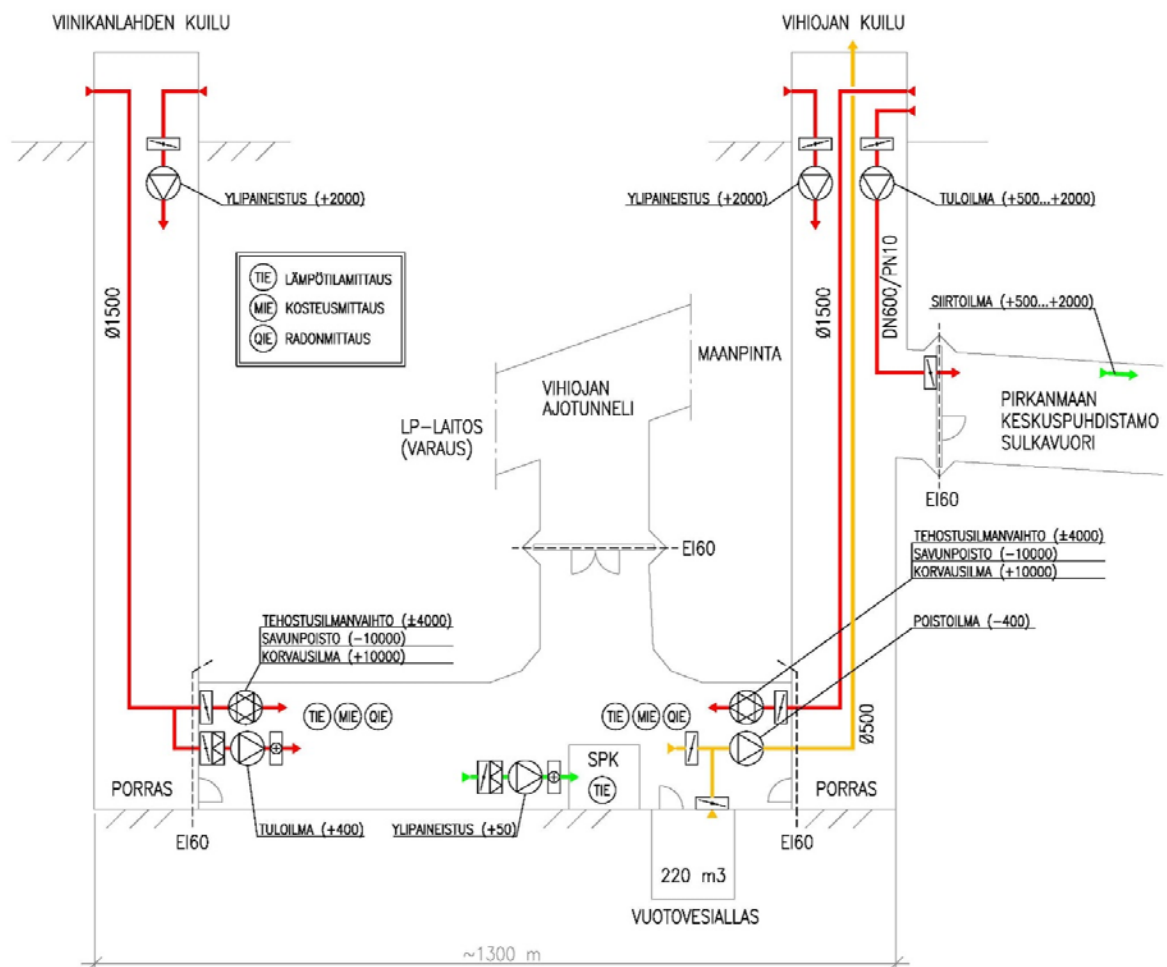 VIINIKANLAHDEN KUILU
VIHIOJAN KUILU
YLIPAINEISTUS (+2000)
YLIPAINEISTUS (+2000)
TULOILMA (+500...+2000)
TIE LÄMPÖTILAMITTAUS
MIE KOSTEUSMITTAUS
QIE RADONMITTAUS
Ø1500
Ø1500
DN600/PN10
SIIRTOILMA (+500...+2000)
MAANPINTA
VIHIOJAN
AJOTUNNELI
LP-LAITOS
(VARAUS)
PIRKANMAAN
KESKUSPUHDISTAMO
SULKAVUORI
EI60
EI60
TEHOSTUSILMANVAIHTO (±4000)
SAVUNPOISTO (-10000)
KORVAUSILMA (+10000)
POISTOILMA (-400)
TEHOSTUSILMANVAIHTO (±4000)
SAVUNPOISTO (-10000)
KORVAUSILMA (+10000)
TIE MIE QIE
TIE MIE QIE
Ø500
SPK
TIE
PORRAS
PORRAS
TULOILMA (+400)
YLIPAINEISTUS (+50)
EI60
EI60
220 m3
VUOTOVESIALLAS
~1300 m